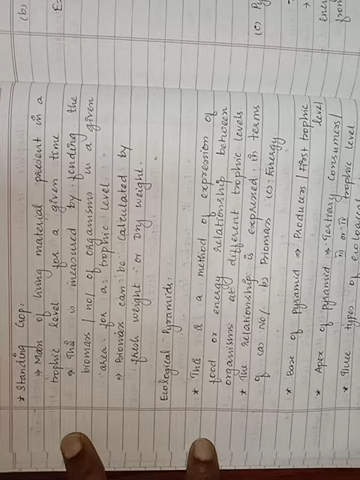 * Standing Crop.
⇒ Mass of living material present in a
trophic level for a given time
⇒ This is measured by finding the
biomass / no/. of organisms in a given
area for a trophic level.
⇒ Biomass can be calculated by
fresh weight or Dry weight.
Ecological Pyramids.
* This is a method of expression of
food or energy relationship between
organisms at different trophic levels
* The relationship is expressed in terms
of (a) No/. b) Biomass (c) Energy
* Base of Pyramid ⇒ Producers / First trophic level
* Apex of pyramid ⇒ Tertiary Consumers/
trophic level
* Three types of ecological
(b)
(c)
from